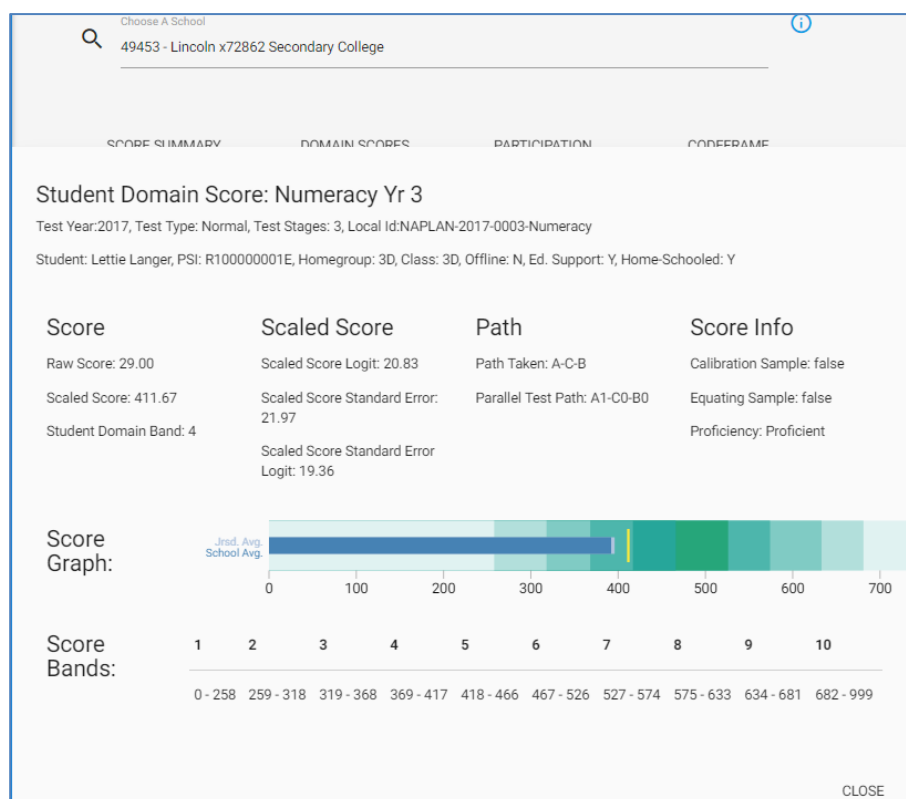 Choose A School
49453 - Lincoln x72862 Secondary College
SCORE SUMMARY DOMAIN SCORES PARTICIPATION CODEFRAME
Student Domain Score: Numeracy Yr 3
Test Year:2017, Test Type: Normal, Test Stages: 3, Local Id:NAPLAN-2017-0003-Numeracy
Student: Lettie Langer, PSI: R100000001E, Homegroup: 3D, Class: 3D, Offline: N, Ed. Support: Y, Home-Schooled: Y
Score
Raw Score: 29.00
Scaled Score: 411.67
Student Domain Band: 4
Scaled Score
Scaled Score Logit: 20.83
Scaled Score Standard Error:
21.97
Scaled Score Standard Error
Logit: 19.36
Path
Path Taken: A-C-B
Parallel Test Path: A1-C0-B0
Score Info
Calibration Sample: false
Equating Sample: false
Proficiency: Proficient
Score
Graph:
Jrsd. Avg.
School Avg.
0 100 200 300 400 500 600 700
Score
Bands:
1 2 3 4 5 6 7 8 9 10
0 - 258 259 - 318 319 - 368 369 - 417 418 - 466 467 - 526 527 - 574 575 - 633 634 - 681 682 - 999
CLOSE